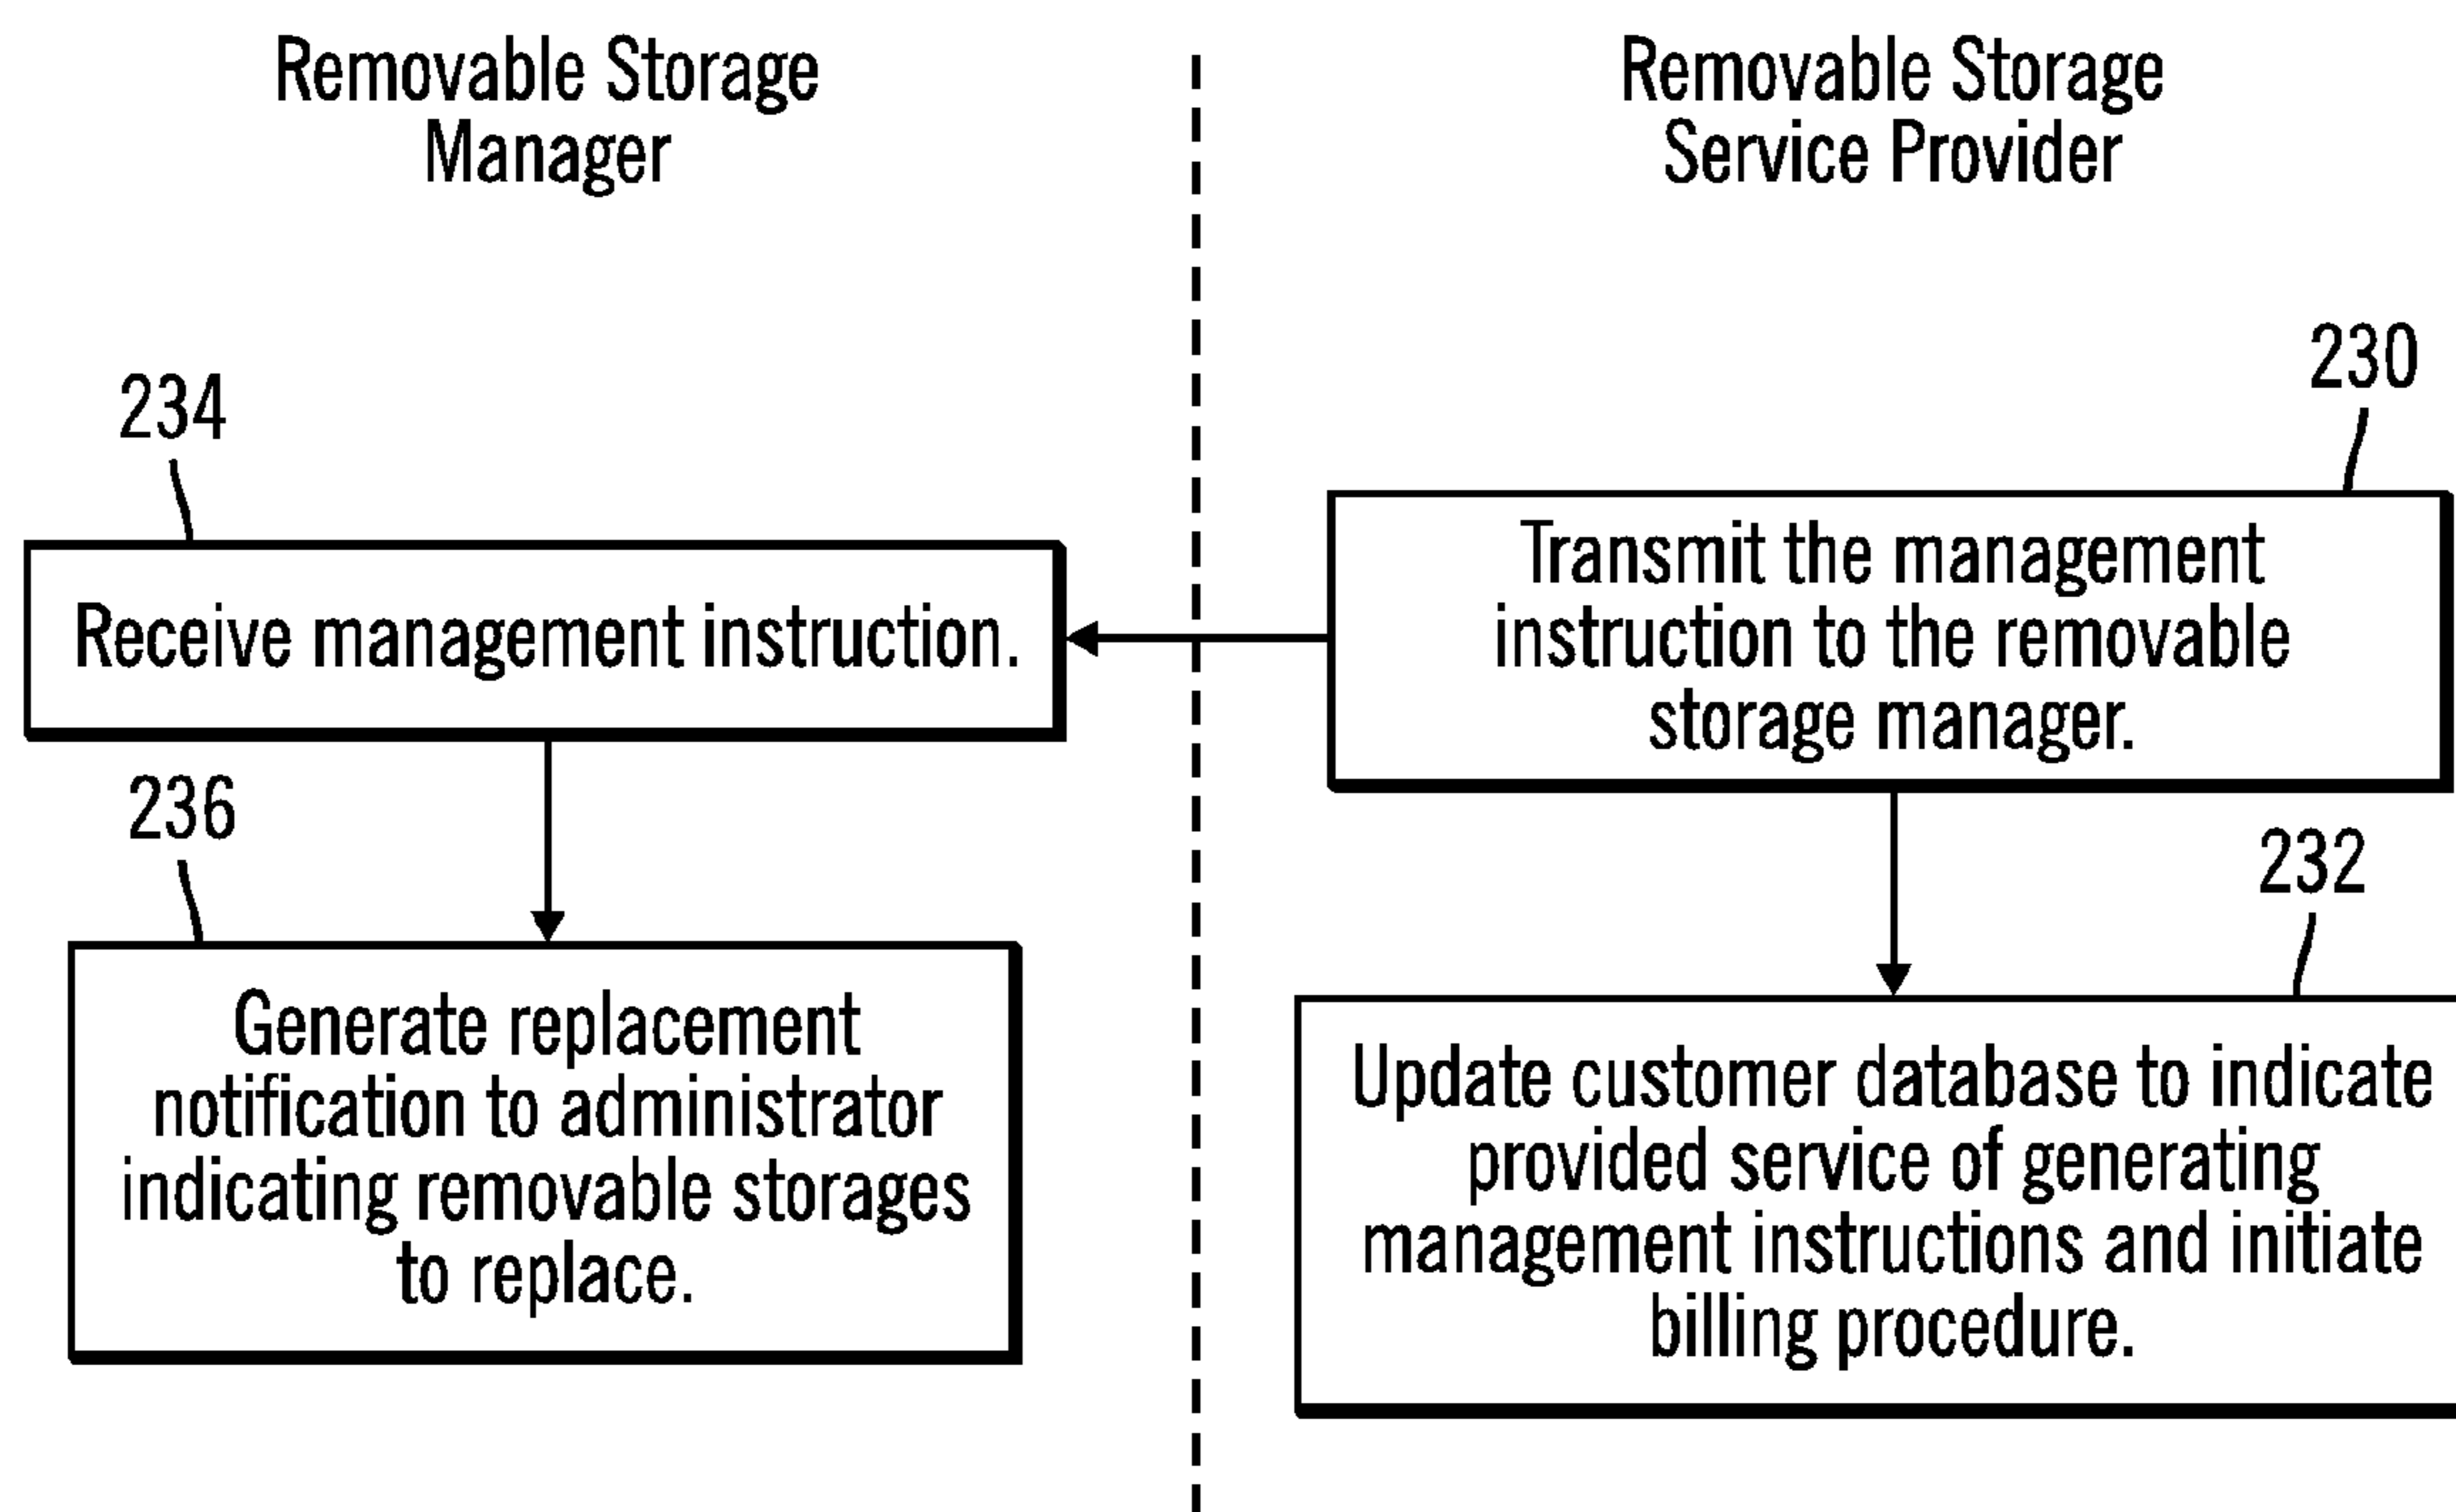 Removable Storage
Manager
Removable Storage
Service Provider
234
Receive management instruction.
230
Transmit the management
instruction to the removable
storage manager.
236
Generate replacement
notification to administrator
indicating removable storages
to replace.
232
Update customer database to indicate
provided service of generating
management instructions and initiate
billing procedure.